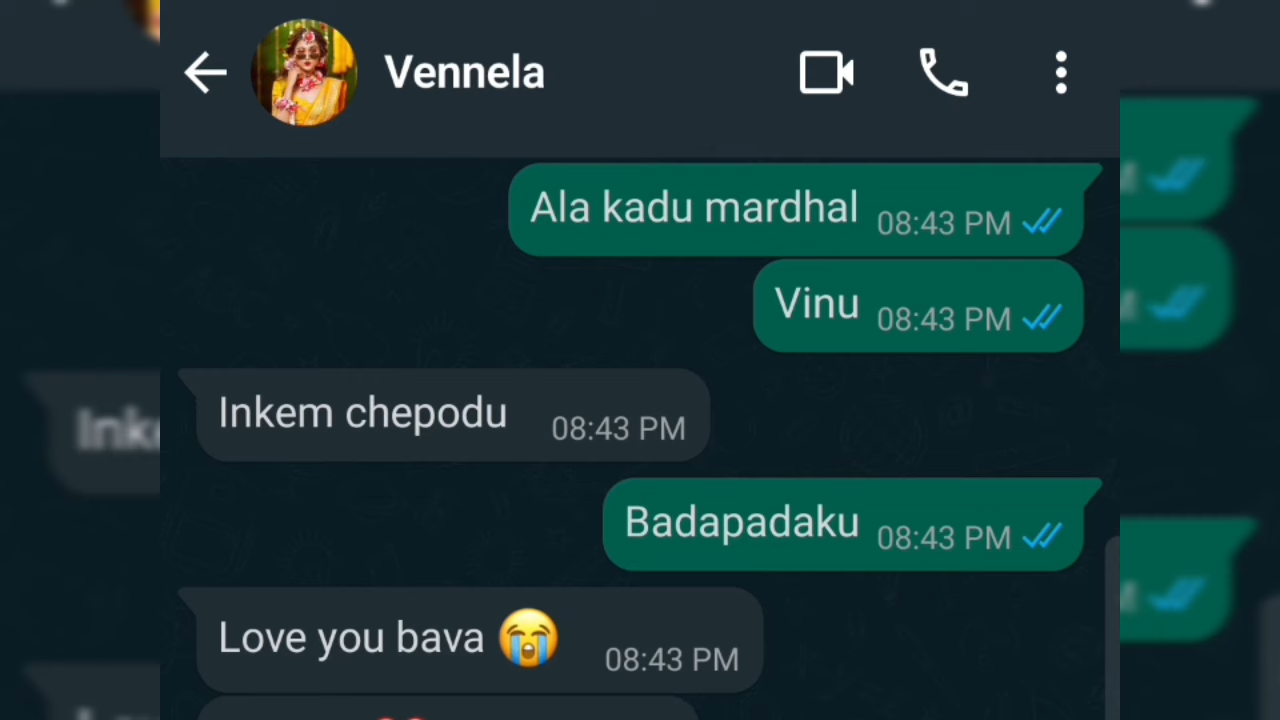 Vennela
Ala kadu mardhal 08:43 PM
Vinu 08:43 PM
Inkem chepodu 08:43 PM
Badapadaku 08:43 PM
Love you bava 😭 08:43 PM